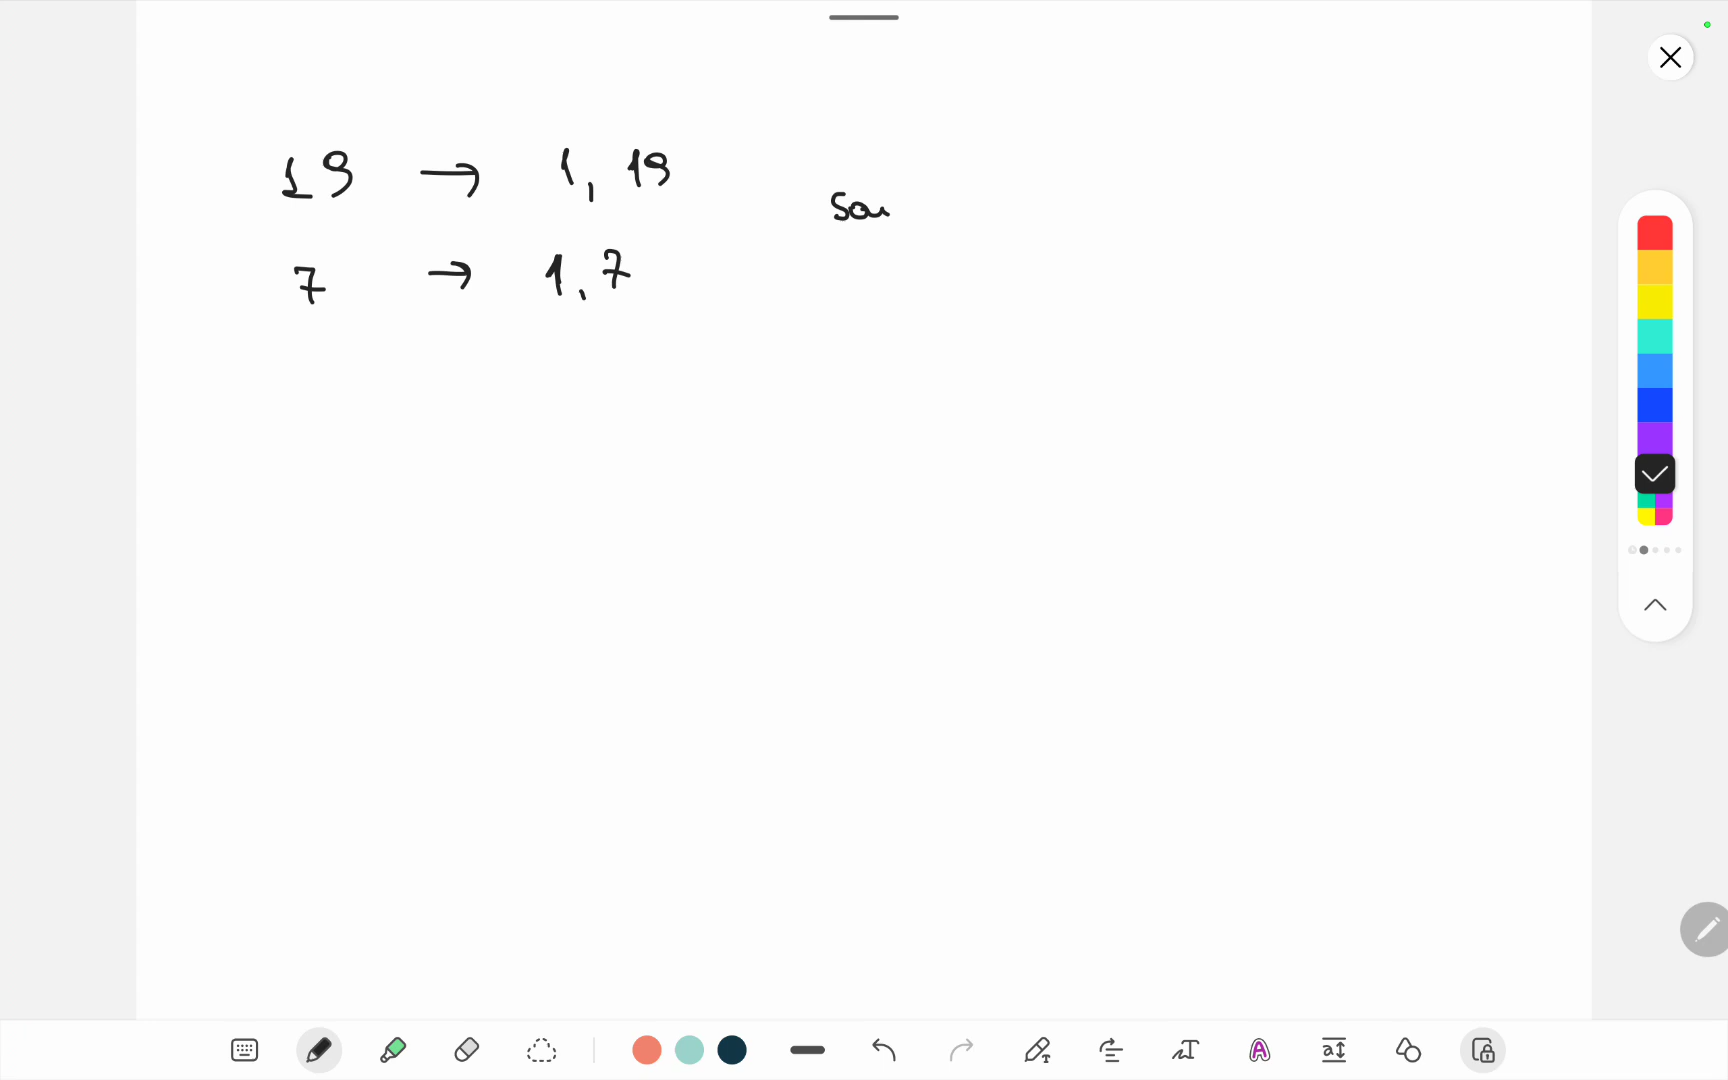 19 → 1, 19
sou
7 → 1, 7